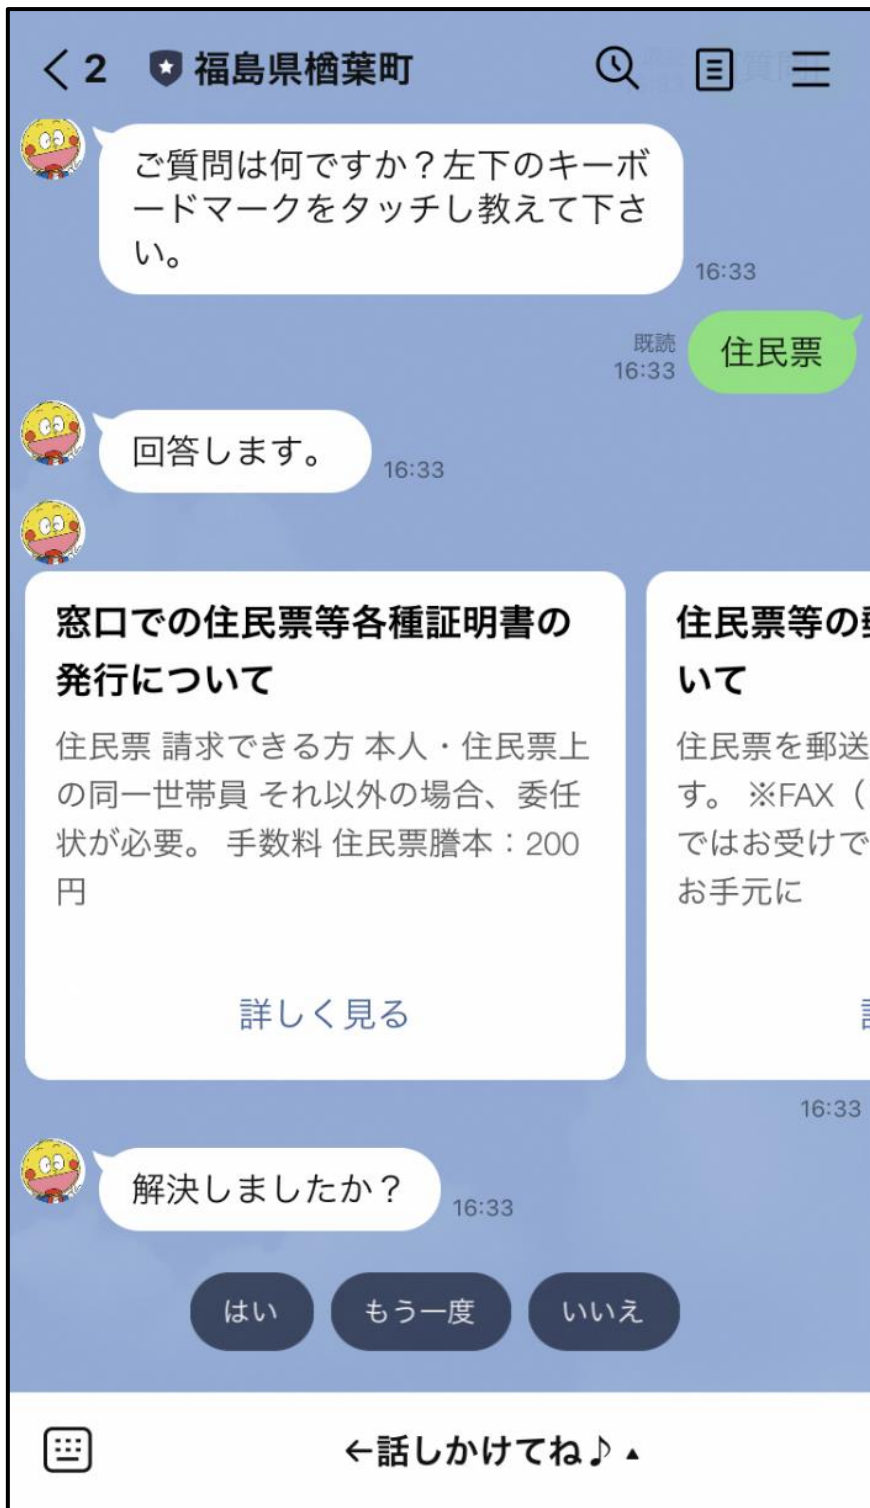 2 福島県楢葉町
ご質問は何ですか？左下のキーボ
ードマークをタッチし教えて下さ
い。
16:33
既読
16:33
住民票
回答します。
16:33
窓口での住民票等各種証明書の
発行について
住民票 請求できる方 本人・住民票上
の同一世帯員 それ以外の場合、委任
状が必要。 手数料 住民票謄本：200
円
詳しく見る
住民票等の
いて
住民票を郵送
す。 ※FAX（
ではお受けで
お手元に
16:33
解決しましたか？
16:33
はい
もう一度
いいえ
←話しかけてね♪ ▲